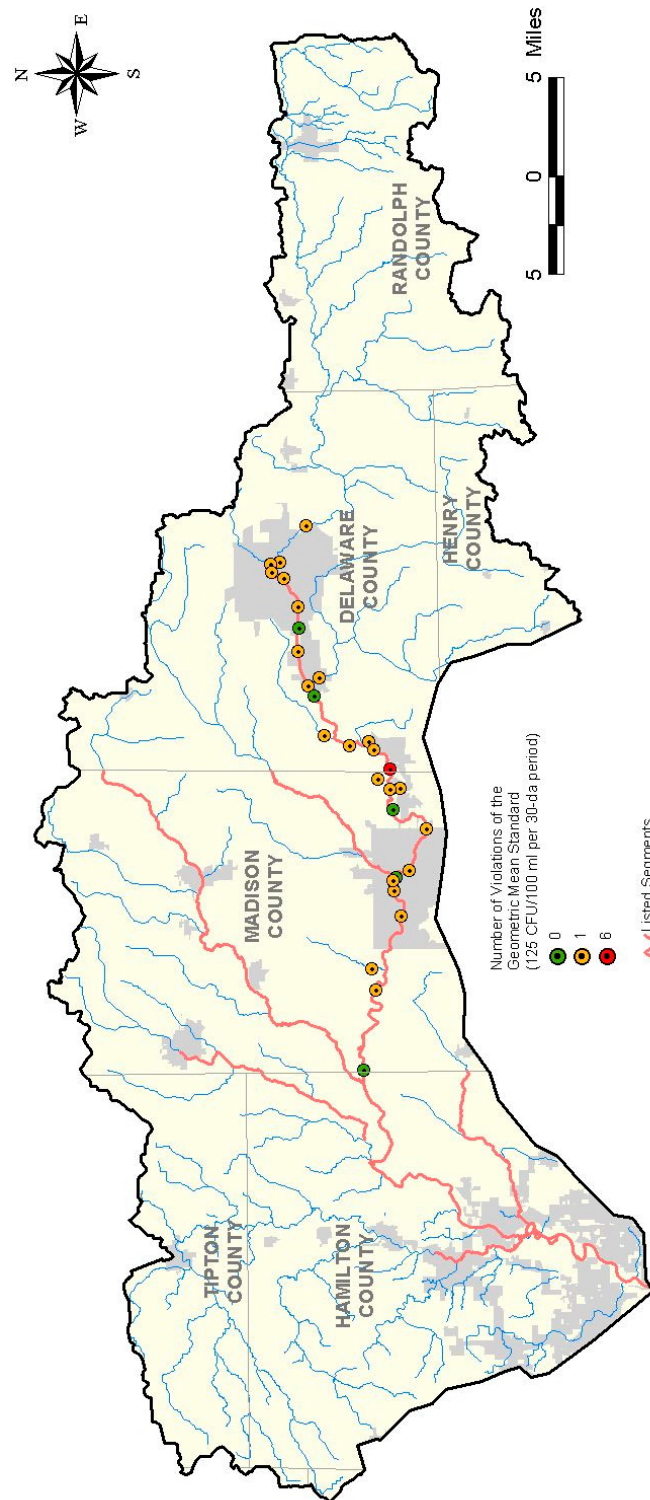 N
E
S
W
RANDOLPH
COUNTY
DELAWARE
COUNTY
HENRY
COUNTY
MADISON
COUNTY
TIPTON
COUNTY
HAMILTON
COUNTY
5 0 5 Miles
Number of Violations of the
Geometric Mean Standard
(125 CFU/100 ml per 30-da period)
0
1
6
Listed Segments